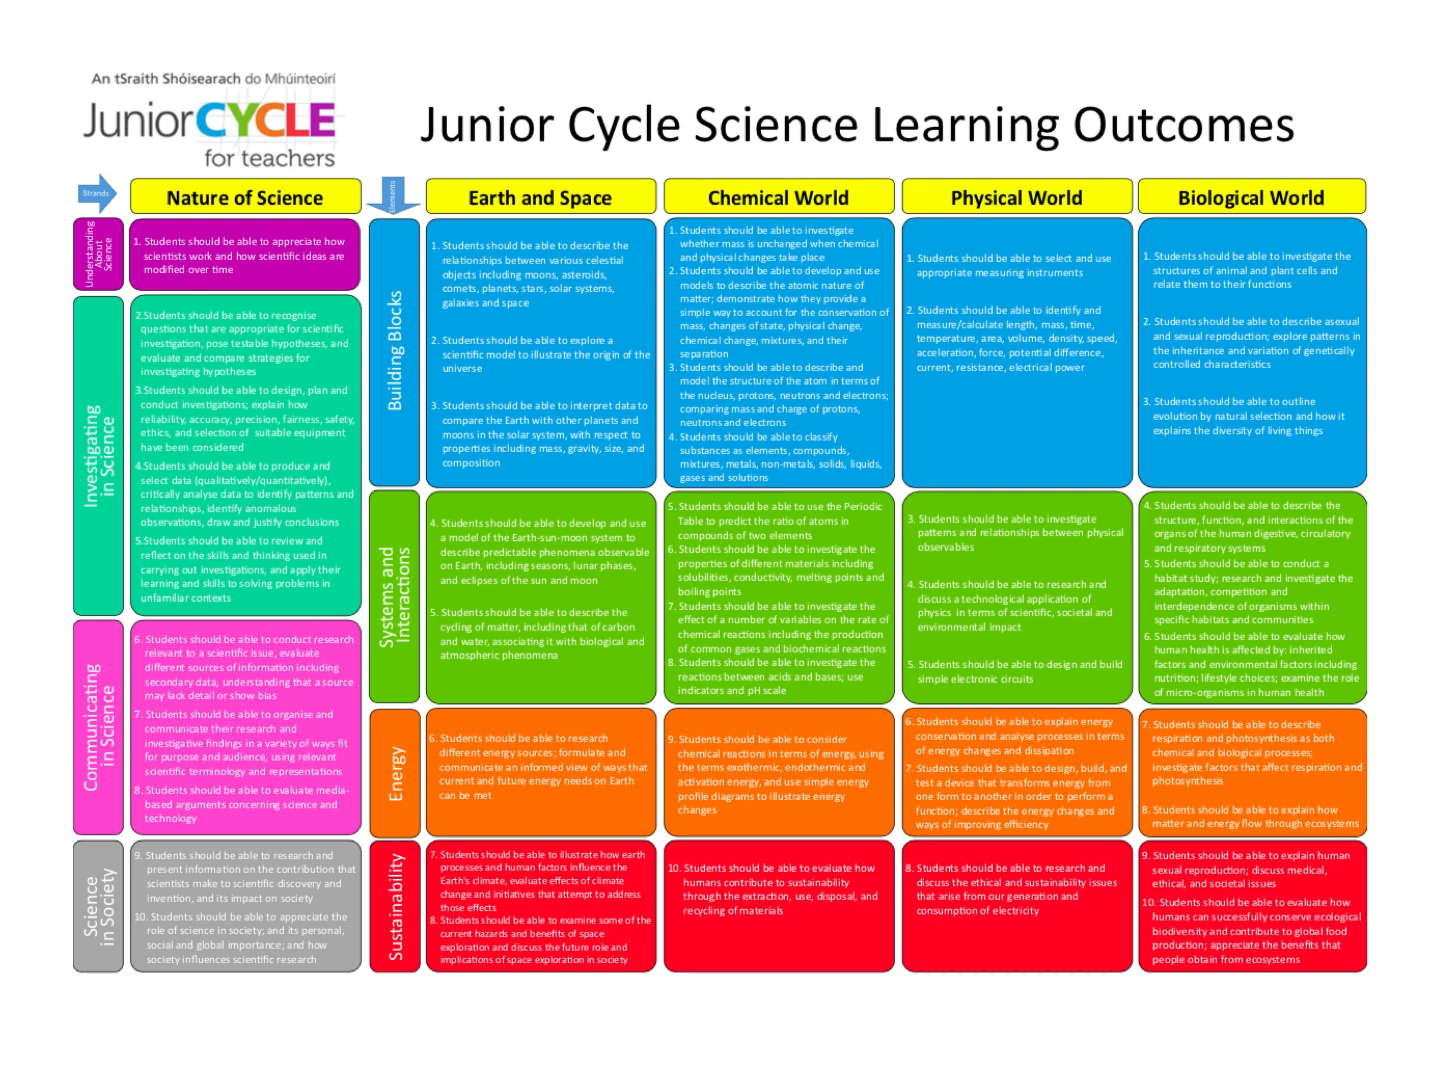 An tSraith Shóisearach do Mhúinteoirí
JuniorCYCLE
for teachers
Junior Cycle Science Learning Outcomes
Strands
Nature of Science
Elements
Earth and Space
Chemical World
Physical World
Biological World
Understanding
About
Science
1. Students should be able to appreciate how
scientists work and how scientific ideas are
modified over time
Investigating
in Science
2.Students should be able to recognise
questions that are appropriate for scientific
investigation, pose testable hypotheses, and
evaluate and compare strategies for
investigating hypotheses
3.Students should be able to design, plan and
conduct investigations; explain how
reliability, accuracy, precision, fairness, safety,
ethics, and selection of suitable equipment
have been considered
4.Students should be able to produce and
select data (qualitatively/quantitatively),
critically analyse data to identify patterns and
relationships, identify anomalous
observations, draw and justify conclusions
5.Students should be able to review and
reflect on the skills and thinking used in
carrying out investigations, and apply their
learning and skills to solving problems in
unfamiliar contexts
Communicating
in Science
6. Students should be able to conduct research
relevant to a scientific issue, evaluate
different sources of information including
secondary data, understanding that a source
may lack detail or show bias
7. Students should be able to organise and
communicate their research and
investigative findings in a variety of ways fit
for purpose and audience, using relevant
scientific terminology and representations
8. Students should be able to evaluate media-
based arguments concerning science and
technology
Science
in Society
9. Students should be able to research and
present information on the contribution that
scientists make to scientific discovery and
invention, and its impact on society
10. Students should be able to appreciate the
role of science in society; and its personal,
social and global importance; and how
society influences scientific research
Building Blocks
1. Students should be able to describe the
relationships between various celestial
objects including moons, asteroids,
comets, planets, stars, solar systems,
galaxies and space
2. Students should be able to explore a
scientific model to illustrate the origin of the
universe
3. Students should be able to interpret data to
compare the Earth with other planets and
moons in the solar system, with respect to
properties including mass, gravity, size, and
composition
1. Students should be able to investigate
whether mass is unchanged when chemical
and physical changes take place
2. Students should be able to develop and use
models to describe the atomic nature of
matter; demonstrate how they provide a
simple way to account for the conservation of
mass, changes of state, physical change,
chemical change, mixtures, and their
separation
3. Students should be able to describe and
model the structure of the atom in terms of
the nucleus, protons, neutrons and electrons;
comparing mass and charge of protons,
neutrons and electrons
4. Students should be able to classify
substances as elements, compounds,
mixtures, metals, non-metals, solids, liquids,
gases and solutions
1. Students should be able to select and use
appropriate measuring instruments
2. Students should be able to identify and
measure/calculate length, mass, time,
temperature, area, volume, density, speed,
acceleration, force, potential difference,
current, resistance, electrical power
1. Students should be able to investigate the
structures of animal and plant cells and
relate them to their functions
2. Students should be able to describe asexual
and sexual reproduction; explore patterns in
the inheritance and variation of genetically
controlled characteristics
3. Students should be able to outline
evolution by natural selection and how it
explains the diversity of living things
Systems and
Interactions
4. Students should be able to develop and use
a model of the Earth-sun-moon system to
describe predictable phenomena observable
on Earth, including seasons, lunar phases,
and eclipses of the sun and moon
5. Students should be able to describe the
cycling of matter, including that of carbon
and water, associating it with biological and
atmospheric phenomena
5. Students should be able to use the Periodic
Table to predict the ratio of atoms in
compounds of two elements
6. Students should be able to investigate the
properties of different materials including
solubilities, conductivity, melting points and
boiling points
7. Students should be able to investigate the
effect of a number of variables on the rate of
chemical reactions including the production
of common gases and biochemical reactions
8. Students should be able to investigate the
reactions between acids and bases; use
indicators and pH scale
3. Students should be able to investigate
patterns and relationships between physical
observables
4. Students should be able to research and
discuss a technological application of
physics in terms of scientific, societal and
environmental impact
5. Students should be able to design and build
simple electronic circuits
4. Students should be able to describe the
structure, function, and interactions of the
organs of the human digestive, circulatory
and respiratory systems
5. Students should be able to conduct a
habitat study; research and investigate the
adaptation, competition and
interdependence of organisms within
specific habitats and communities
6. Students should be able to evaluate how
human health is affected by: inherited
factors and environmental factors including
nutrition; lifestyle choices; examine the role
of micro-organisms in human health
Energy
6. Students should be able to research
different energy sources; formulate and
communicate an informed view of ways that
current and future energy needs on Earth
can be met
9. Students should be able to consider
chemical reactions in terms of energy, using
the terms exothermic, endothermic and
activation energy, and use simple energy
profile diagrams to illustrate energy
changes
6. Students should be able to explain energy
conservation and analyse processes in terms
of energy changes and dissipation
7. Students should be able to design, build, and
test a device that transforms energy from
one form to another in order to perform a
function; describe the energy changes and
ways of improving efficiency
7. Students should be able to describe
respiration and photosynthesis as both
chemical and biological processes;
investigate factors that affect respiration and
photosynthesis
8. Students should be able to explain how
matter and energy flow through ecosystems
Sustainability
7. Students should be able to illustrate how earth
processes and human factors influence the
Earth's climate, evaluate effects of climate
change and initiatives that attempt to address
those effects
8. Students should be able to examine some of the
current hazards and benefits of space
exploration and discuss the future role and
implications of space exploration in society
10. Students should be able to evaluate how
humans contribute to sustainability
through the extraction, use, disposal, and
recycling of materials
8. Students should be able to research and
discuss the ethical and sustainability issues
that arise from our generation and
consumption of electricity
9. Students should be able to explain human
sexual reproduction; discuss medical,
ethical, and societal issues
10. Students should be able to evaluate how
humans can successfully conserve ecological
biodiversity and contribute to global food
production; appreciate the benefits that
people obtain from ecosystems